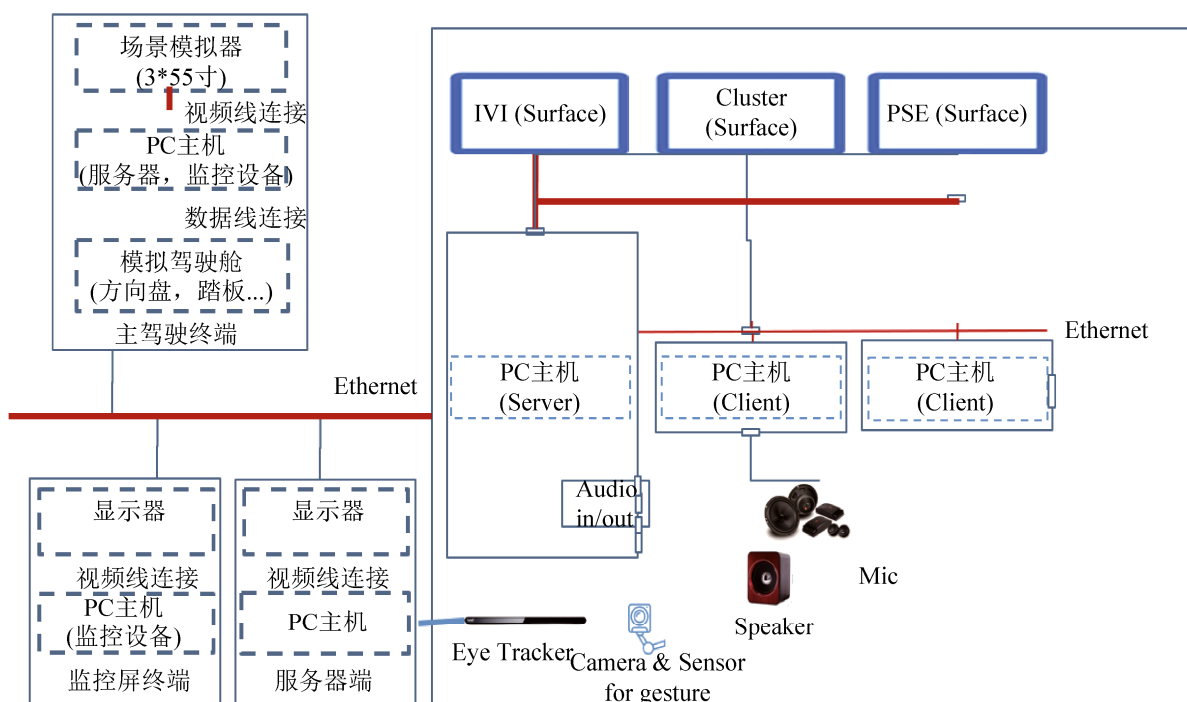 场景模拟器
(3*55寸)
视频线连接
PC主机
(服务器，监控设备)
数据线连接
模拟驾驶舱
(方向盘，踏板...)
主驾驶终端
Ethernet
显示器
视频线连接
PC主机
(监控设备)
监控屏终端
显示器
视频线连接
PC主机
服务器端
IVI (Surface)
Cluster
(Surface)
PSE (Surface)
Ethernet
PC主机
(Server)
PC主机
(Client)
PC主机
(Client)
Audio
in/out
Mic
Speaker
Eye Tracker
Camera & Sensor
for gesture